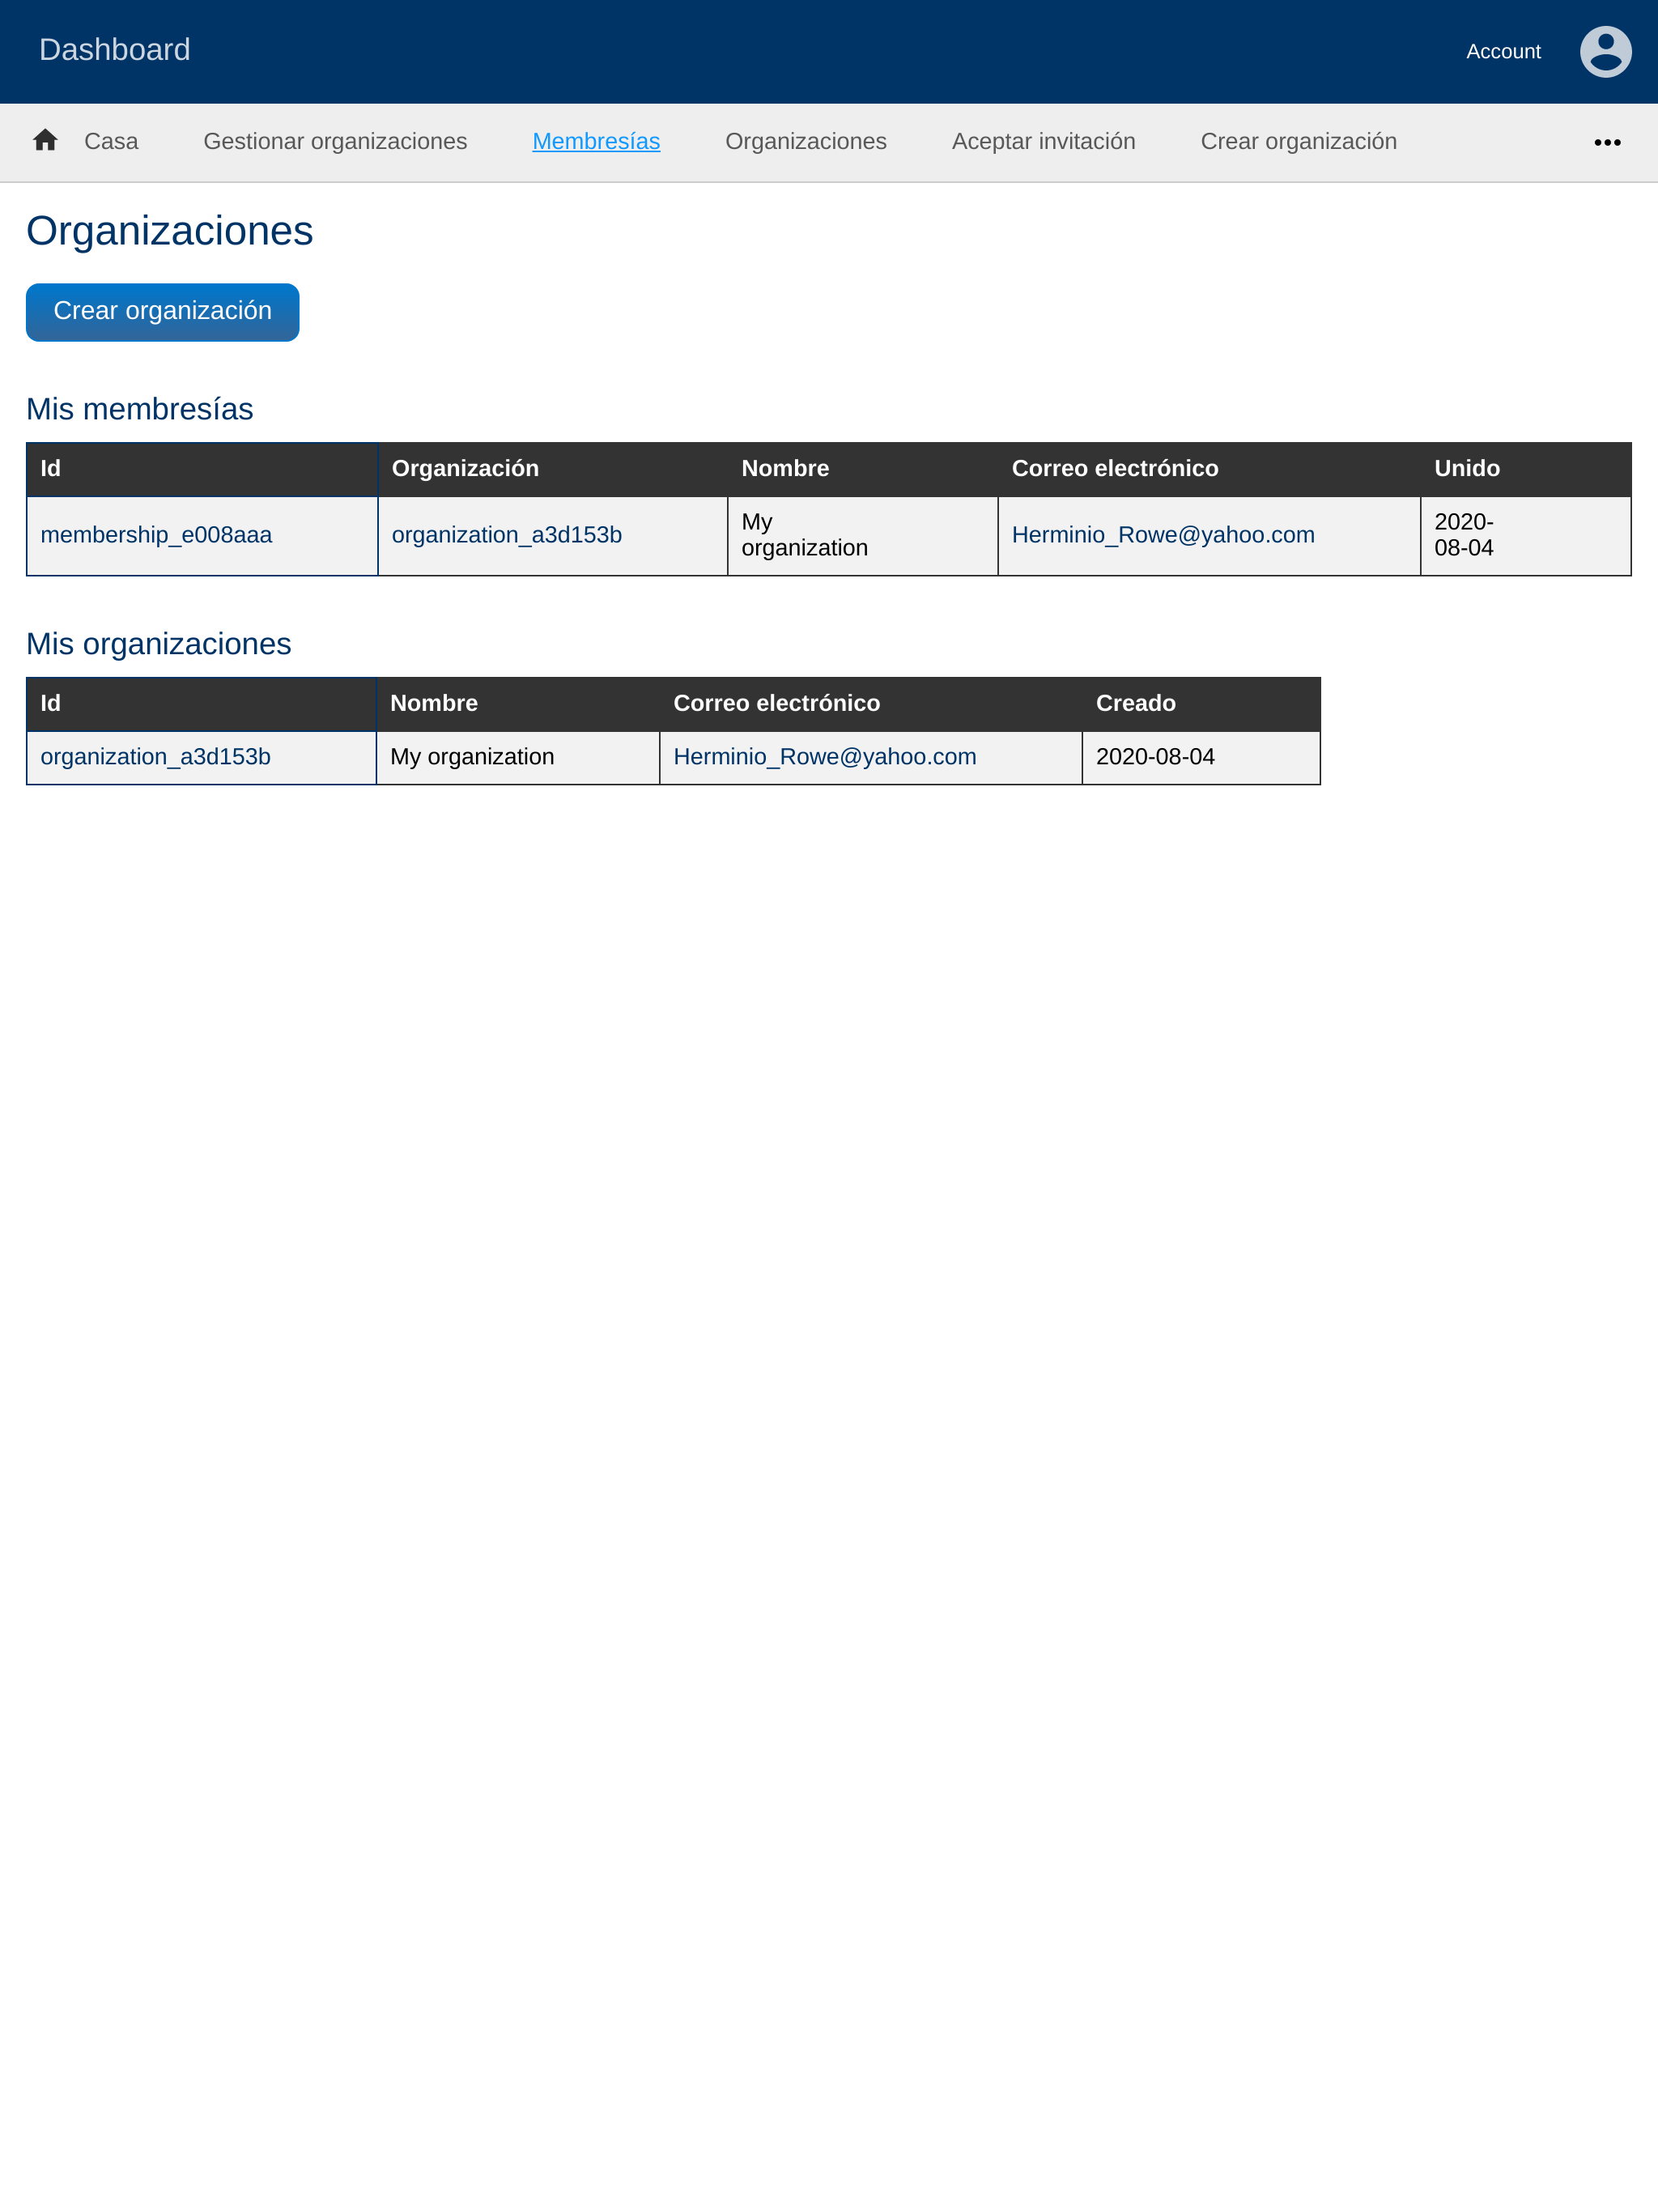 Dashboard
Account
Casa Gestionar organizaciones Membresías Organizaciones Aceptar invitación Crear organización
Organizaciones
Crear organización
Mis membresías
Id Organización Nombre Correo electrónico Unido
membership_e008aaa organization_a3d153b My organization Herminio_Rowe@yahoo.com 2020-08-04
Mis organizaciones
Id Nombre Correo electrónico Creado
organization_a3d153b My organization Herminio_Rowe@yahoo.com 2020-08-04